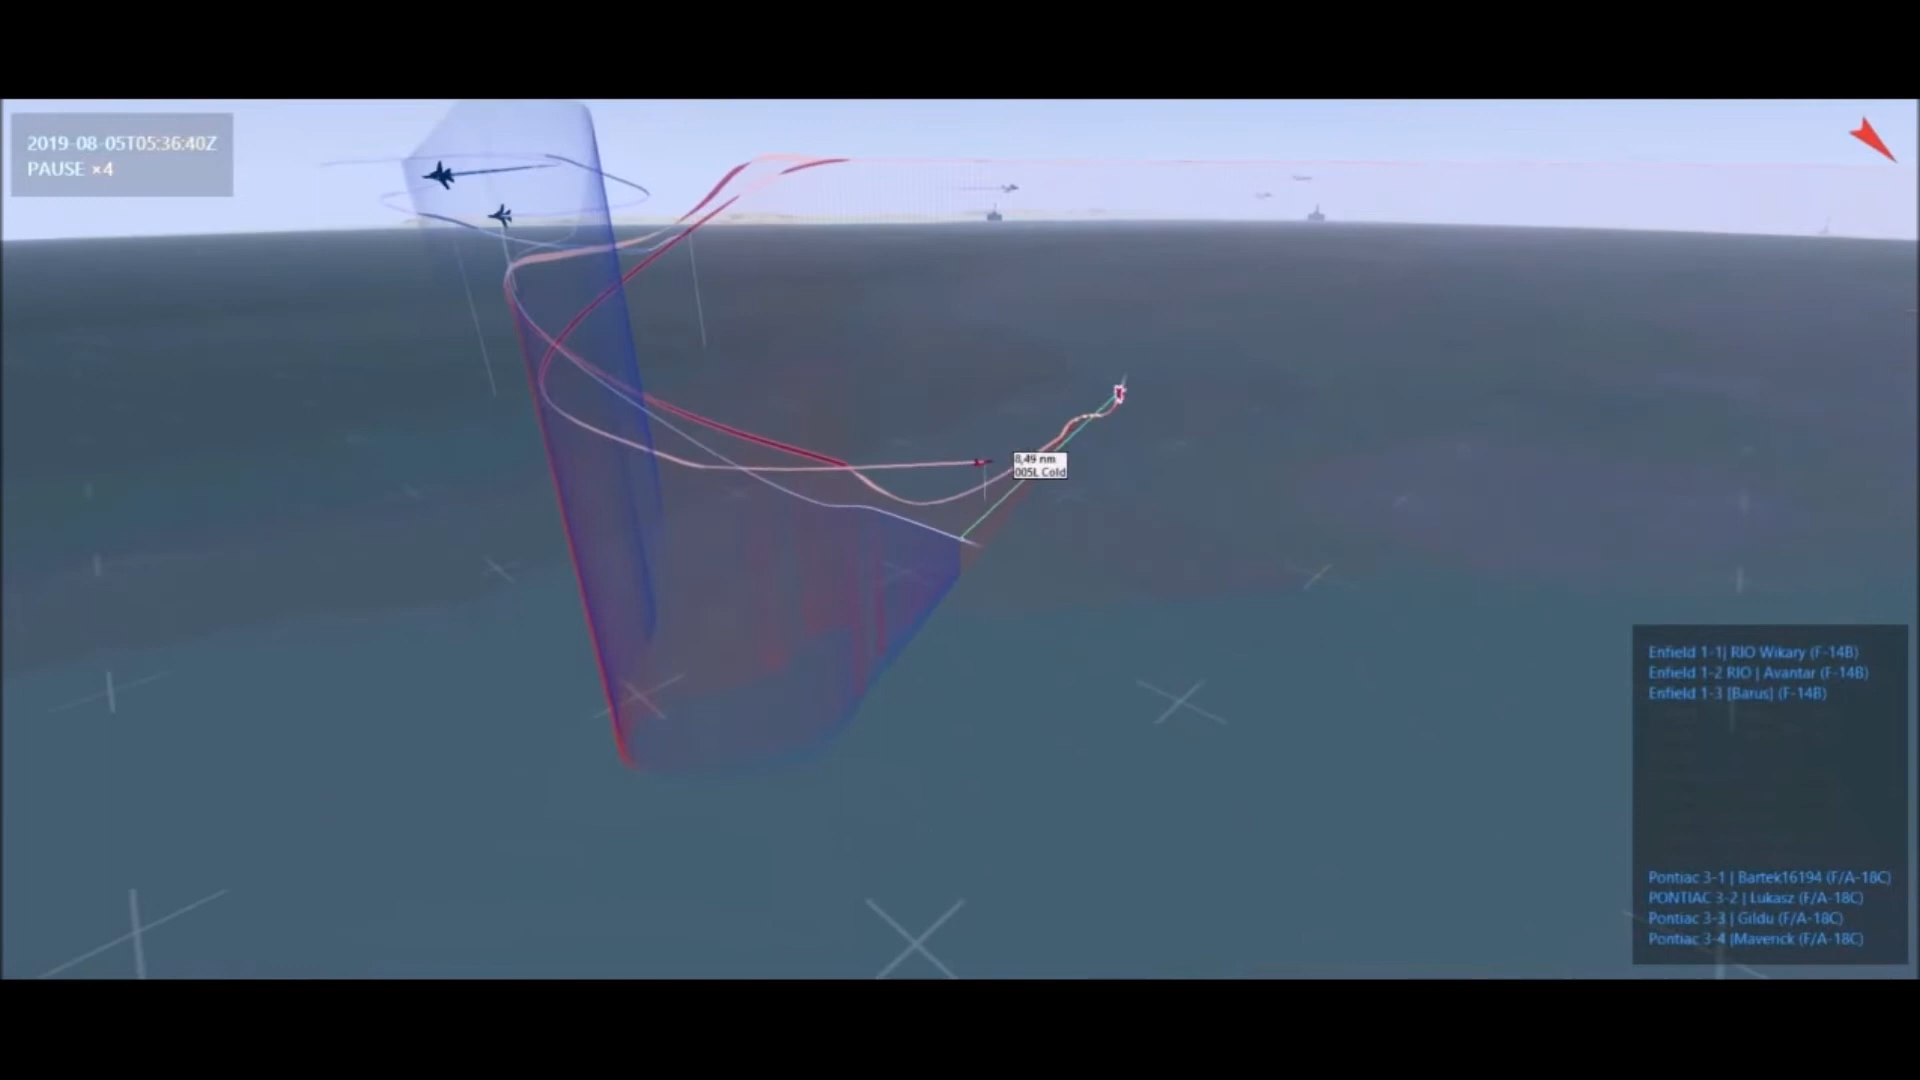 2019-08-05T05:36:40Z
PAUSE ×4
8,49 nm
005L Cold
Enfield 1-1| RIO Wikary (F-14B)
Enfield 1-2 RIO | Avantar (F-14B)
Enfield 1-3 [Barus] (F-14B)
Pontiac 3-1 | Bartek16194 (F/A-18C)
PONTIAC 3-2 | Lukasz (F/A-18C)
Pontiac 3-3 | Gildu (F/A-18C)
Pontiac 3-4 |Maverick (F/A-18C)